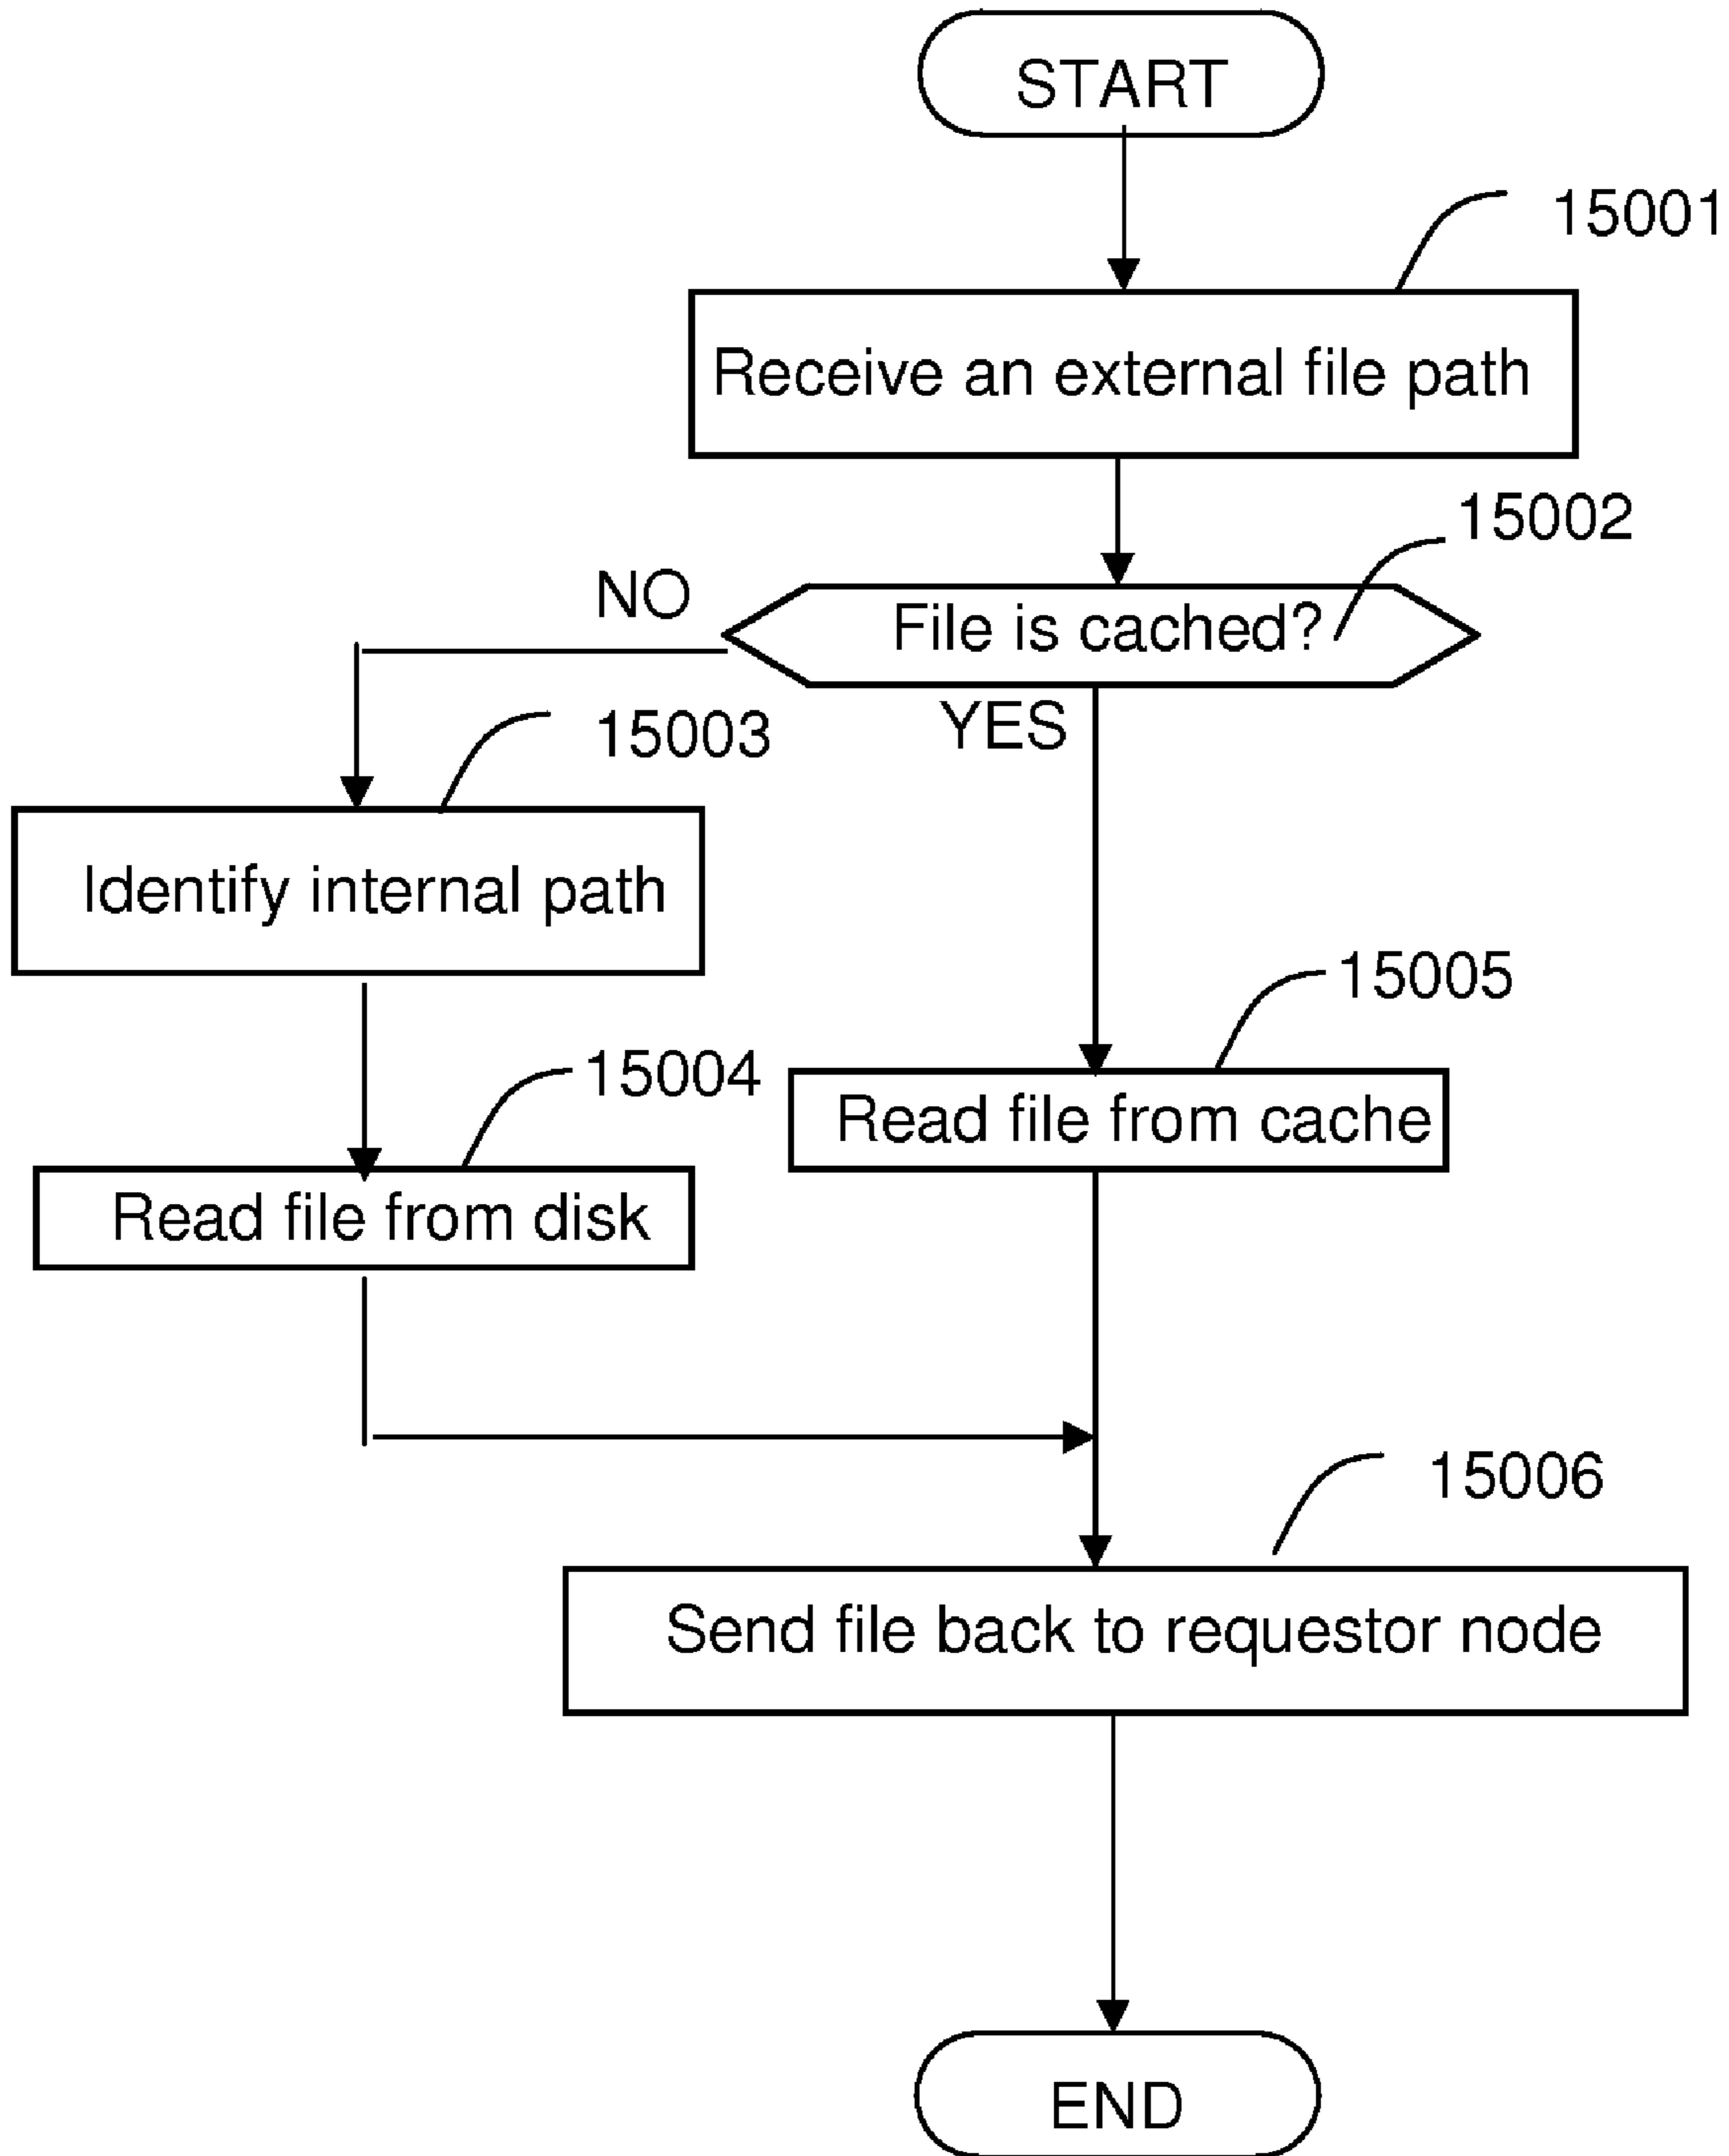 START
15001
Receive an external file path
15002
NO
File is cached?
YES
15003
Identify internal path
15005
15004
Read file from cache
Read file from disk
15006
Send file back to requestor node
END